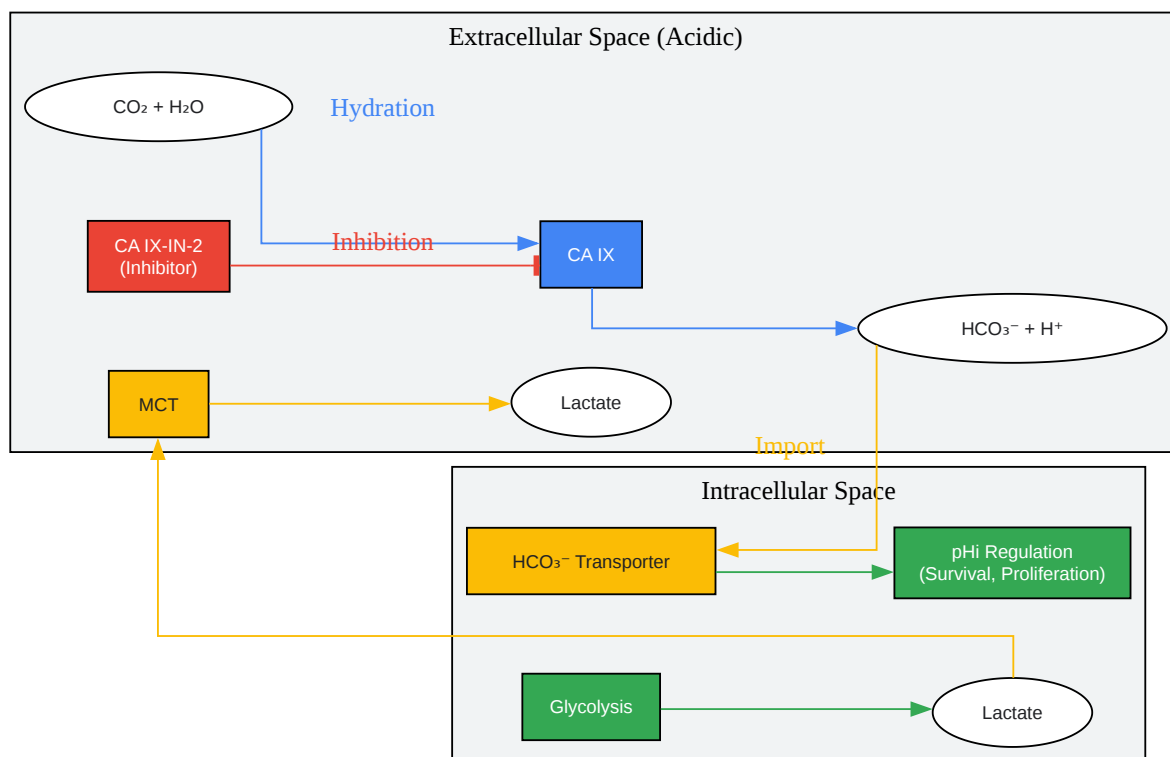 Extracellular Space (Acidic)
CO₂ + H₂O
Hydration
CA IX-IN-2
(Inhibitor)
Inhibition
CA IX
HCO₃⁻ + H⁺
MCT
Lactate
Import
Intracellular Space
HCO₃⁻ Transporter
pHi Regulation
(Survival, Proliferation)
Glycolysis
Lactate